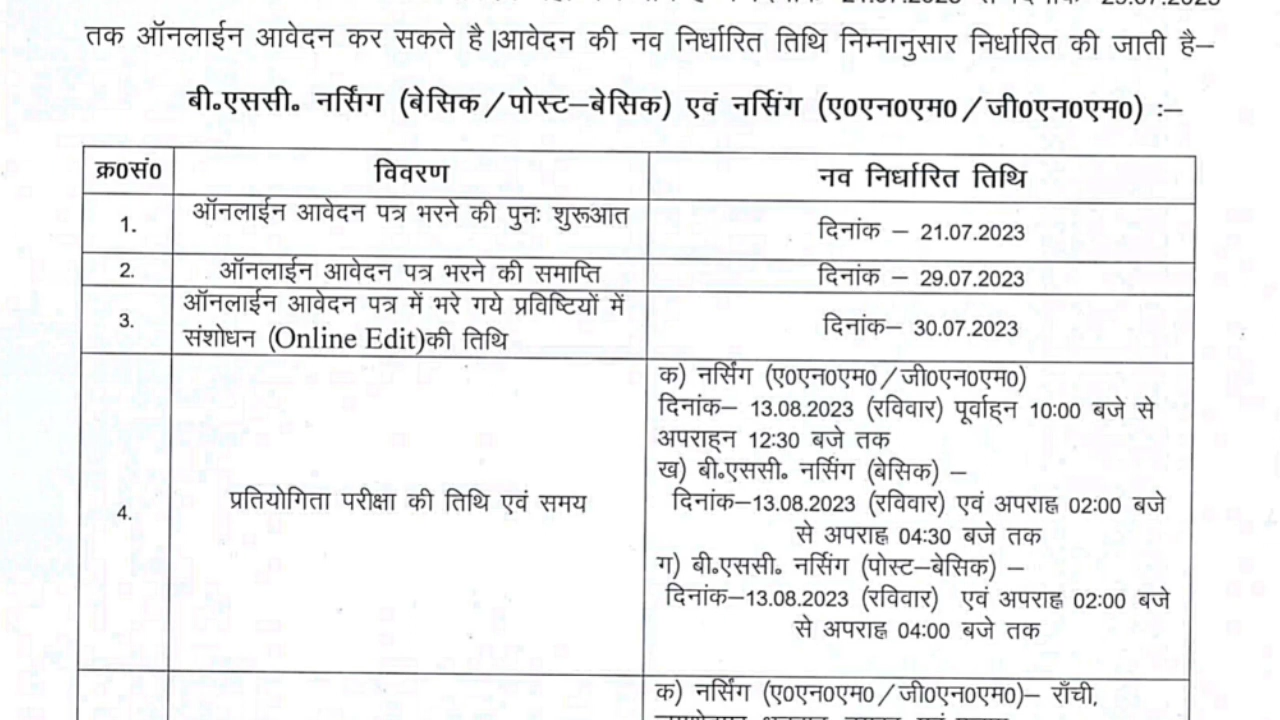 तक ऑनलाईन आवेदन कर सकते है।आवेदन की नव निर्धारित तिथि निम्नानुसार निर्धारित की जाती है–
बी॰एससी॰ नर्सिंग (बेसिक/पोस्ट–बेसिक) एवं नर्सिंग (ए0एन0एम0/जी0एन0एम0) :–
क्र0सं0 विवरण नव निर्धारित तिथि
1. ऑनलाईन आवेदन पत्र भरने की पुनः शुरूआत दिनांक – 21.07.2023
2. ऑनलाईन आवेदन पत्र भरने की समाप्ति दिनांक – 29.07.2023
3. ऑनलाईन आवेदन पत्र में भरे गये प्रविष्टियों में
संशोधन (Online Edit)की तिथि दिनांक– 30.07.2023
4. प्रतियोगिता परीक्षा की तिथि एवं समय
क) नर्सिंग (ए0एन0एम0/जी0एन0एम0)
दिनांक– 13.08.2023 (रविवार) पूर्वाह्न 10:00 बजे से
अपराह्न 12:30 बजे तक
ख) बी॰एससी॰ नर्सिंग (बेसिक) –
दिनांक–13.08.2023 (रविवार) एवं अपराह्न 02:00 बजे
से अपराह्न 04:30 बजे तक
ग) बी॰एससी॰ नर्सिंग (पोस्ट–बेसिक) –
दिनांक–13.08.2023 (रविवार) एवं अपराह्न 02:00 बजे
से अपराह्न 04:00 बजे तक
क) नर्सिंग (ए0एन0एम0/जी0एन0एम0)– राँची,